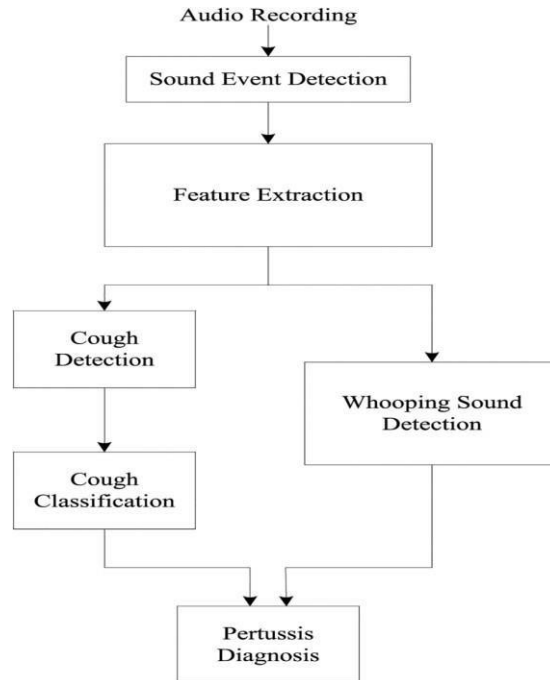 Audio Recording
Sound Event Detection
Feature Extraction
Cough
Detection
Whooping Sound
Detection
Cough
Classification
Pertussis
Diagnosis